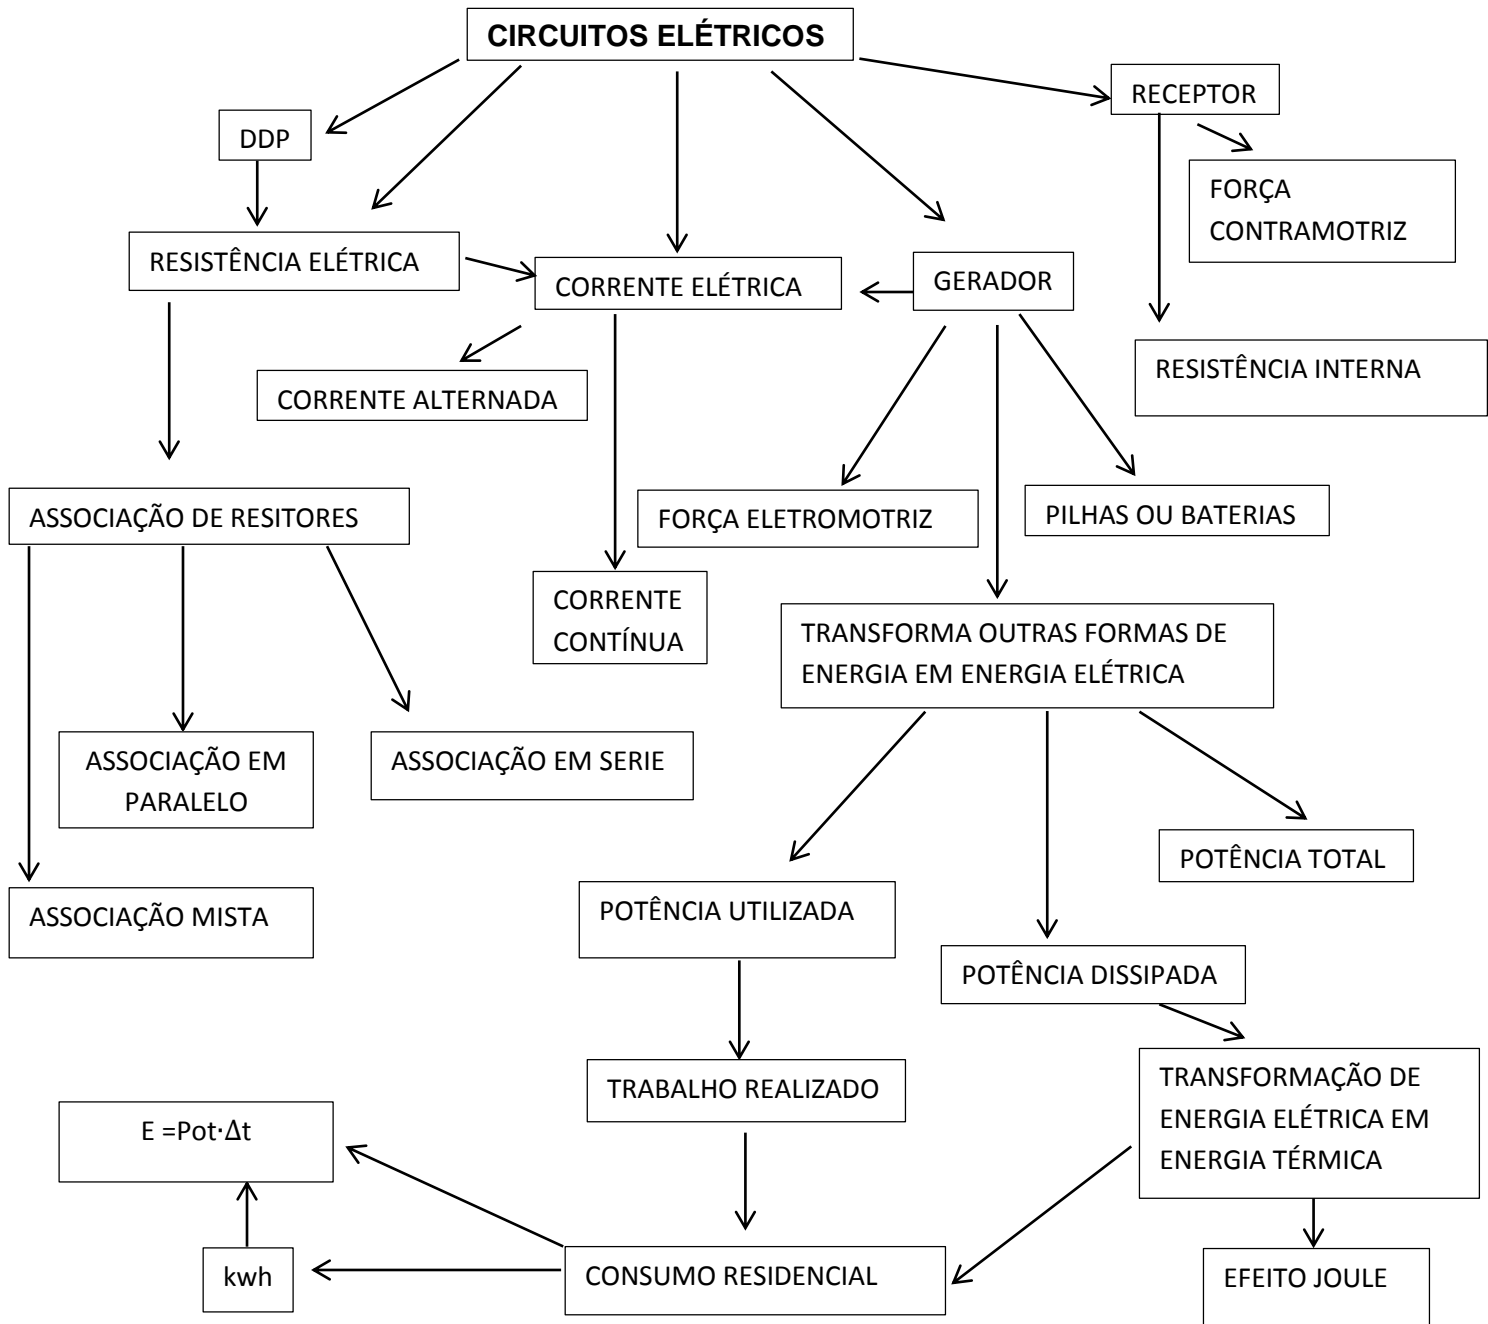 CIRCUITOS ELÉTRICOS
RECEPTOR
DDP
FORÇA
CONTRAMOTRIZ
RESISTÊNCIA ELÉTRICA
CORRENTE ELÉTRICA
GERADOR
RESISTÊNCIA INTERNA
CORRENTE ALTERNADA
ASSOCIAÇÃO DE RESITORES
FORÇA ELETROMOTRIZ
PILHAS OU BATERIAS
CORRENTE
CONTÍNUA
TRANSFORMA OUTRAS FORMAS DE
ENERGIA EM ENERGIA ELÉTRICA
ASSOCIAÇÃO EM
PARALELO
ASSOCIAÇÃO EM SERIE
POTÊNCIA TOTAL
ASSOCIAÇÃO MISTA
POTÊNCIA UTILIZADA
POTÊNCIA DISSIPADA
TRABALHO REALIZADO
TRANSFORMAÇÃO DE
ENERGIA ELÉTRICA EM
ENERGIA TÉRMICA
E =Pot·Δt
kwh
CONSUMO RESIDENCIAL
EFEITO JOULE